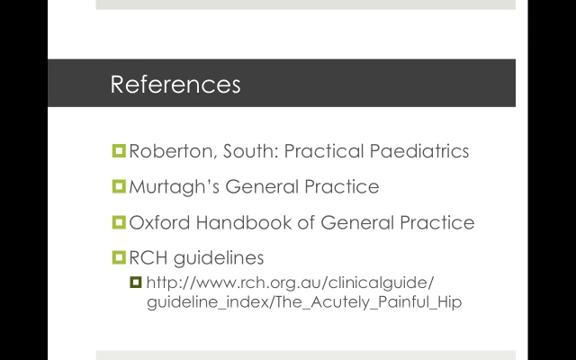 References
Roberton, South: Practical Paediatrics
Murtagh's General Practice
Oxford Handbook of General Practice
RCH guidelines
http://www.rch.org.au/clinicalguide/
guideline_index/The_Acutely_Painful_Hip